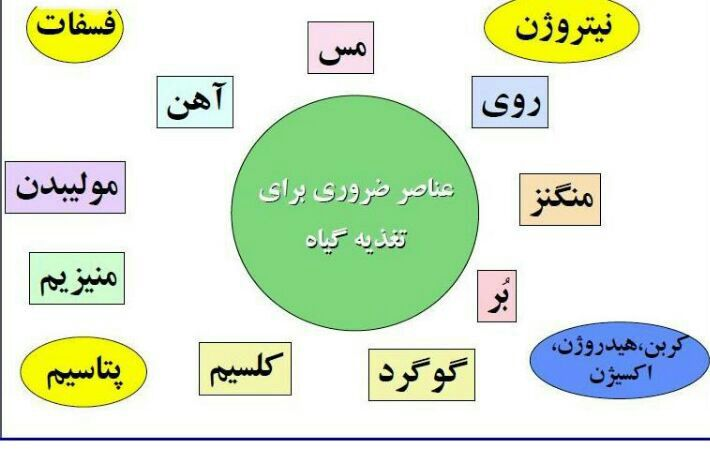 نیتروژن
فسفات
مس
روی
آهن
عناصر ضروری برای
تغذیه گیاه
مولیبدن
منگنز
منیزیم
بُر
کربن،هیدروژن،
اکسیژن
پتاسیم
کلسیم
گوگرد